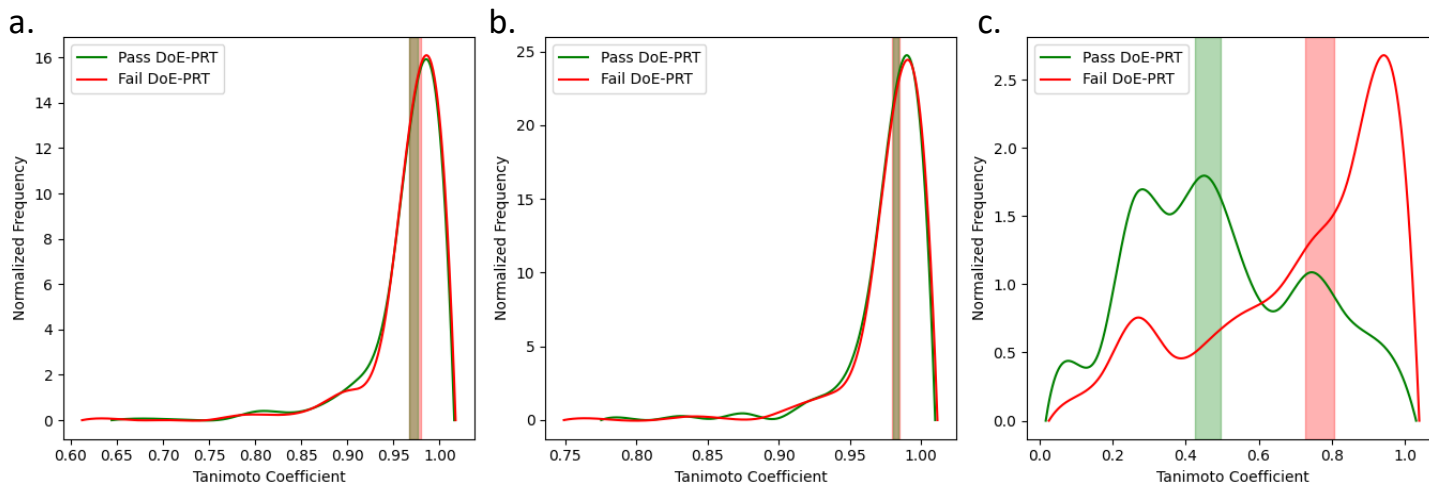 a.
Pass DoE-PRT
Fail DoE-PRT
Normalized Frequency
16
14
12
10
8
6
4
2
0
0.60 0.65 0.70 0.75 0.80 0.85 0.90 0.95 1.00
Tanimoto Coefficient
b.
Pass DoE-PRT
Fail DoE-PRT
Normalized Frequency
25
20
15
10
5
0
0.75 0.80 0.85 0.90 0.95 1.00
Tanimoto Coefficient
c.
Pass DoE-PRT
Fail DoE-PRT
Normalized Frequency
2.5
2.0
1.5
1.0
0.5
0.0
0.0 0.2 0.4 0.6 0.8 1.0
Tanimoto Coefficient